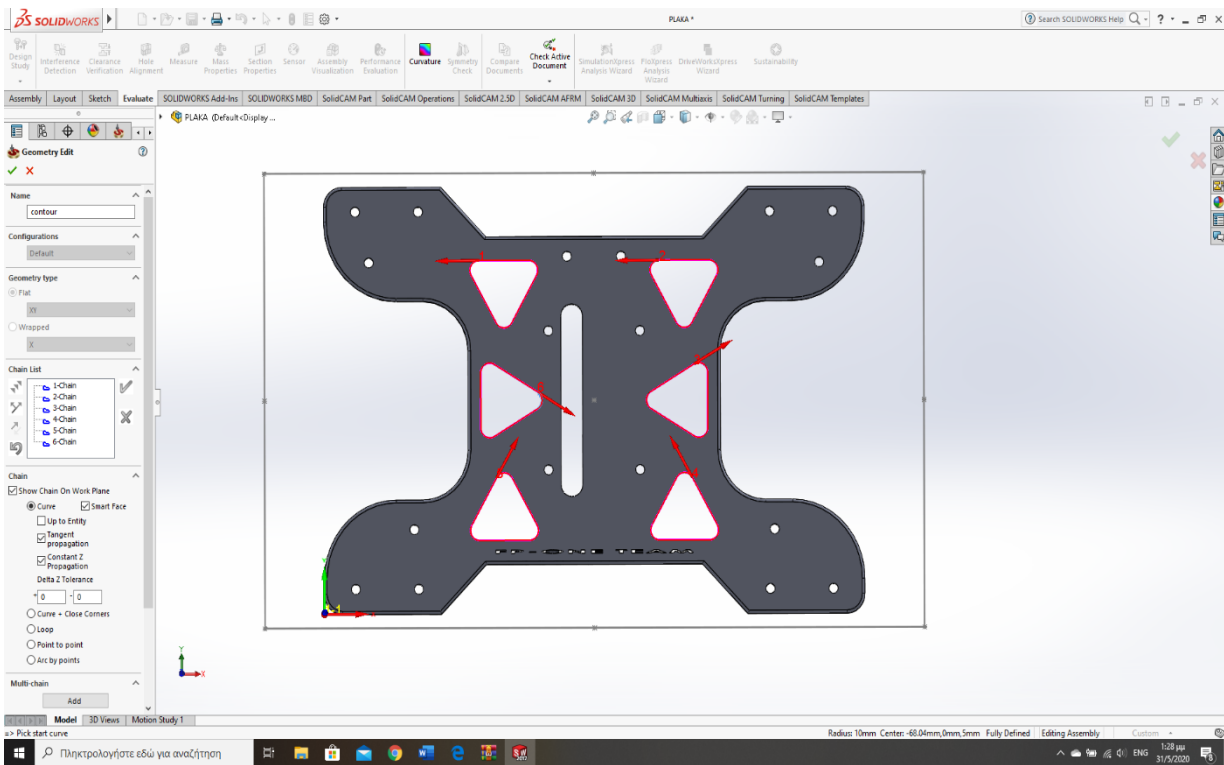 SOLIDWORKS
PLAKA *
Search SOLIDWORKS Help
Design Study
Interference Detection
Clearance Verification
Hole Alignment
Measure
Mass Properties
Section Properties
Sensor
Assembly Visualization
Performance Evaluation
Curvature
Symmetry Check
Compare Documents
Check Active Document
SimulationXpress Analysis Wizard
FloXpress Analysis Wizard
DriveWorksXpress Wizard
Sustainability
Assembly Layout Sketch Evaluate SOLIDWORKS Add-Ins SOLIDWORKS MBD SolidCAM Part SolidCAM Operations SolidCAM 2.5D SolidCAM AFRM SolidCAM 3D SolidCAM Multiaxis SolidCAM Turning SolidCAM Templates
PLAKA (Default<Display ...
Geometry Edit
Name
contour
Configurations
Default
Geometry type
Flat
XY
Wrapped
X
Chain List
1-Chain
2-Chain
3-Chain
4-Chain
5-Chain
6-Chain
Chain
Show Chain On Work Plane
Curve Smart Face
Up to Entity
Tangent propagation
Constant Z Propagation
Delta Z Tolerance
+ 0 - 0
Curve + Close Corners
Loop
Point to point
Arc by points
Multi-chain
Add
Y
X
Model 3D Views Motion Study 1
=> Pick start curve
Radius: 10mm Center: -68.04mm,0mm,5mm Fully Defined Editing Assembly Custom
Πληκτρολογήστε εδώ για αναζήτηση
ENG
1:28 μμ
31/5/2020